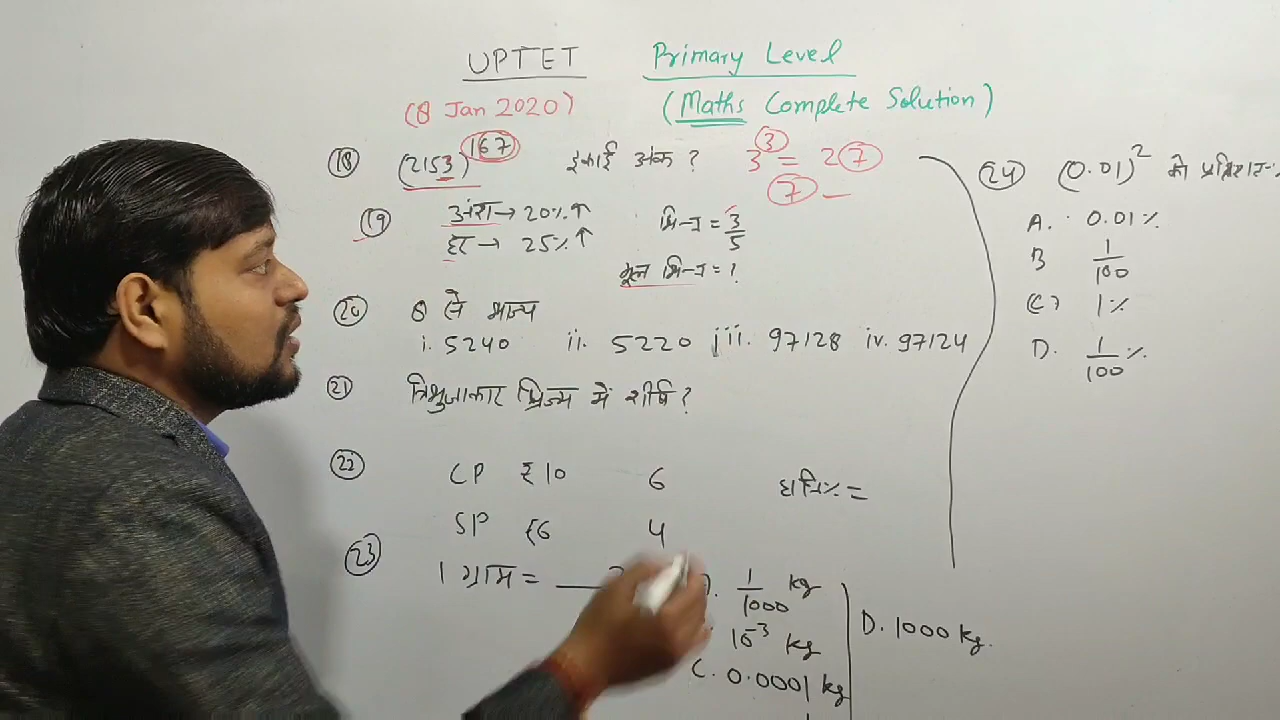 UPTET Primary Level
(8 Jan 2020) (Maths Complete Solution)
18 (2153)^167 इकाई अंक ? 3^3 = 27
7 —
19 अंश → 20% ↑ भिन्न = 3/5
हर → 25% ↑
मूल भिन्न = ?
20 8 से भाज्य
i. 5240 ii. 5220 iii. 97128 iv. 97124
21 त्रिभुजाकार प्रिज्म में शीर्ष ?
22 CP ₹10 6
SP ₹6 4
हानि% =
23 1 ग्राम = ___
1/1000 kg
10^-3 kg
C. 0.0001 kg
D. 1000 kg.
24 (0.01)^2 को
A. 0.01%
B 1/100
(C) 1%
D. 1/100 %